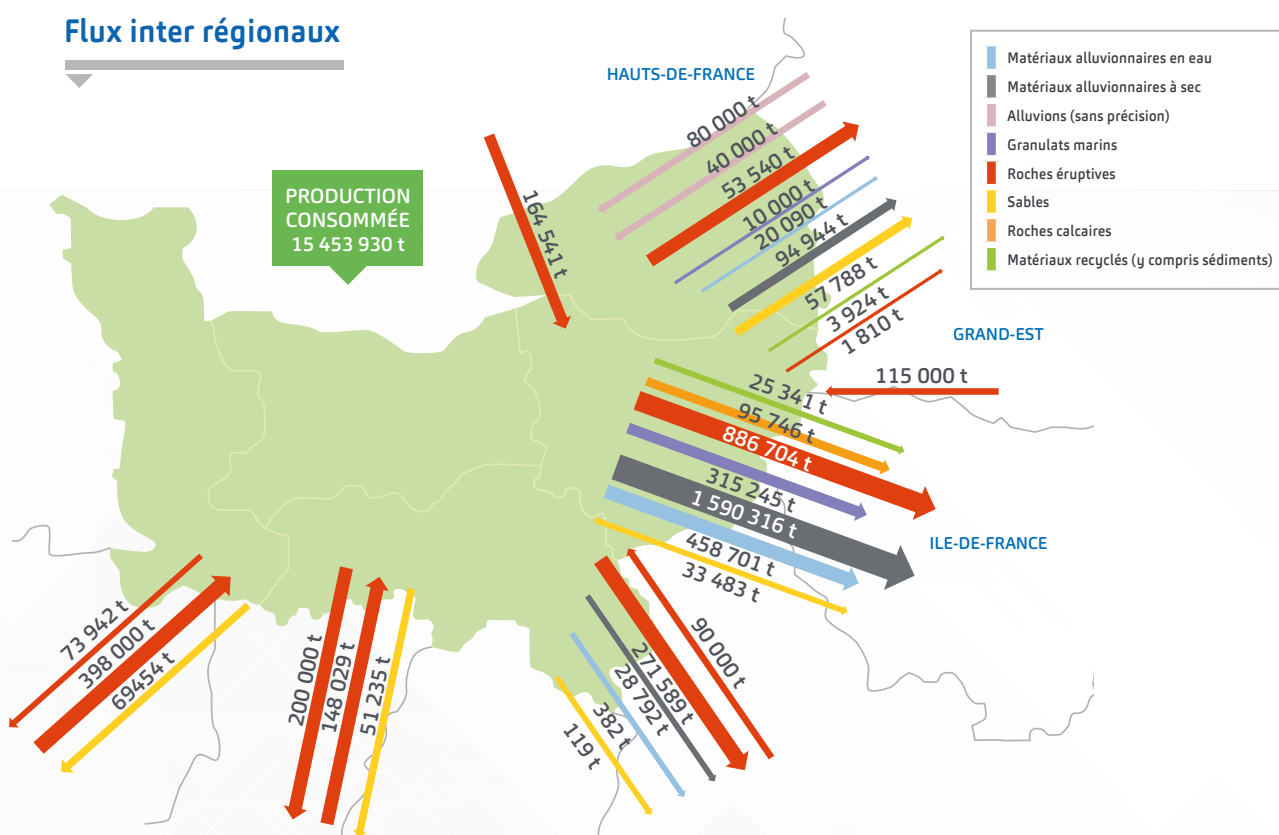 Flux inter régionaux
HAUTS-DE-FRANCE
Matériaux alluvionnaires en eau
Matériaux alluvionnaires à sec
Alluvions (sans précision)
Granulats marins
Roches éruptives
Sables
Roches calcaires
Matériaux recyclés (y compris sédiments)
PRODUCTION
CONSOMMÉE
15 453 930 t
164 541 t
80 000 t
40 000 t
53 540 t
10 000 t
20 090 t
94 944 t
57 788 t
3 924 t
1 810 t
GRAND-EST
115 000 t
25 341 t
95 746 t
886 704 t
315 245 t
1 590 316 t
458 701 t
33 483 t
ILE-DE-FRANCE
73 942 t
398 000 t
69454 t
200 000 t
148 029 t
51 235 t
90 000 t
271 589 t
28 792 t
382 t
119 t